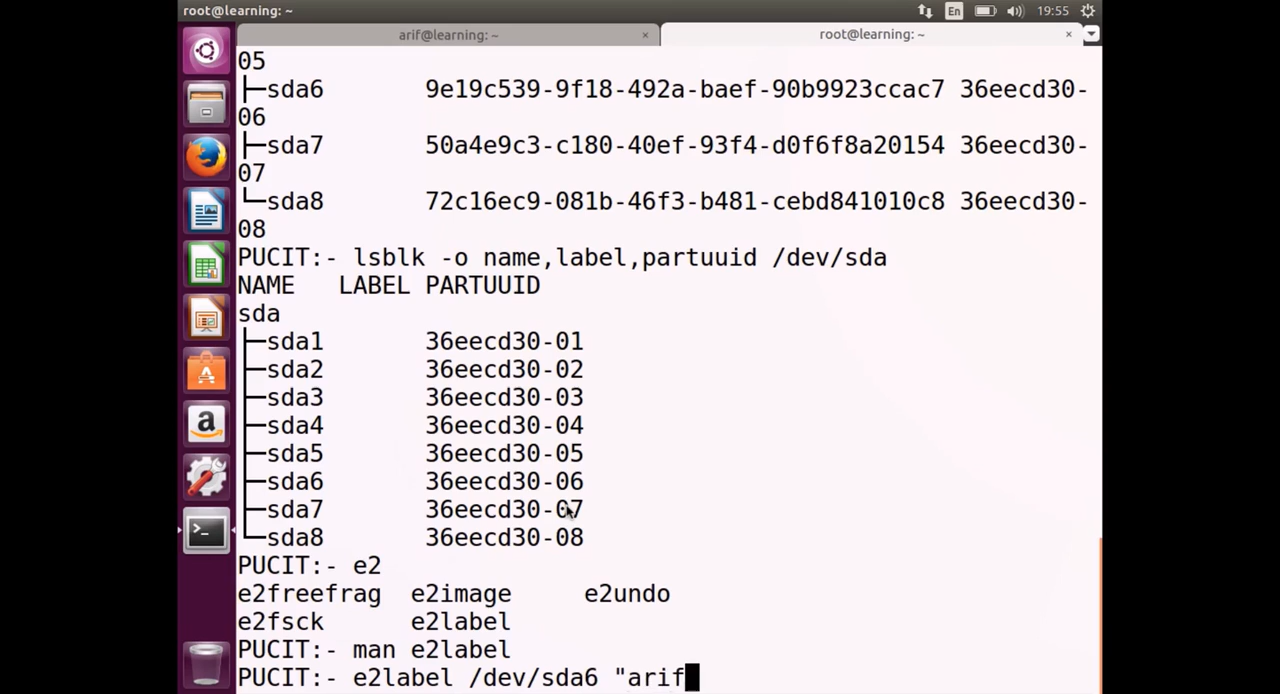 root@learning: ~
En
19:55
arif@learning: ~ ×
root@learning: ~ ×
05
├─sda6 9e19c539-9f18-492a-baef-90b9923ccac7 36eecd30-
06
├─sda7 50a4e9c3-c180-40ef-93f4-d0f6f8a20154 36eecd30-
07
└─sda8 72c16ec9-081b-46f3-b481-cebd841010c8 36eecd30-
08
PUCIT:- lsblk -o name,label,partuuid /dev/sda
NAME LABEL PARTUUID
sda
├─sda1 36eecd30-01
├─sda2 36eecd30-02
├─sda3 36eecd30-03
├─sda4 36eecd30-04
├─sda5 36eecd30-05
├─sda6 36eecd30-06
├─sda7 36eecd30-07
└─sda8 36eecd30-08
PUCIT:- e2
e2freefrag e2image e2undo
e2fsck e2label
PUCIT:- man e2label
PUCIT:- e2label /dev/sda6 "arif